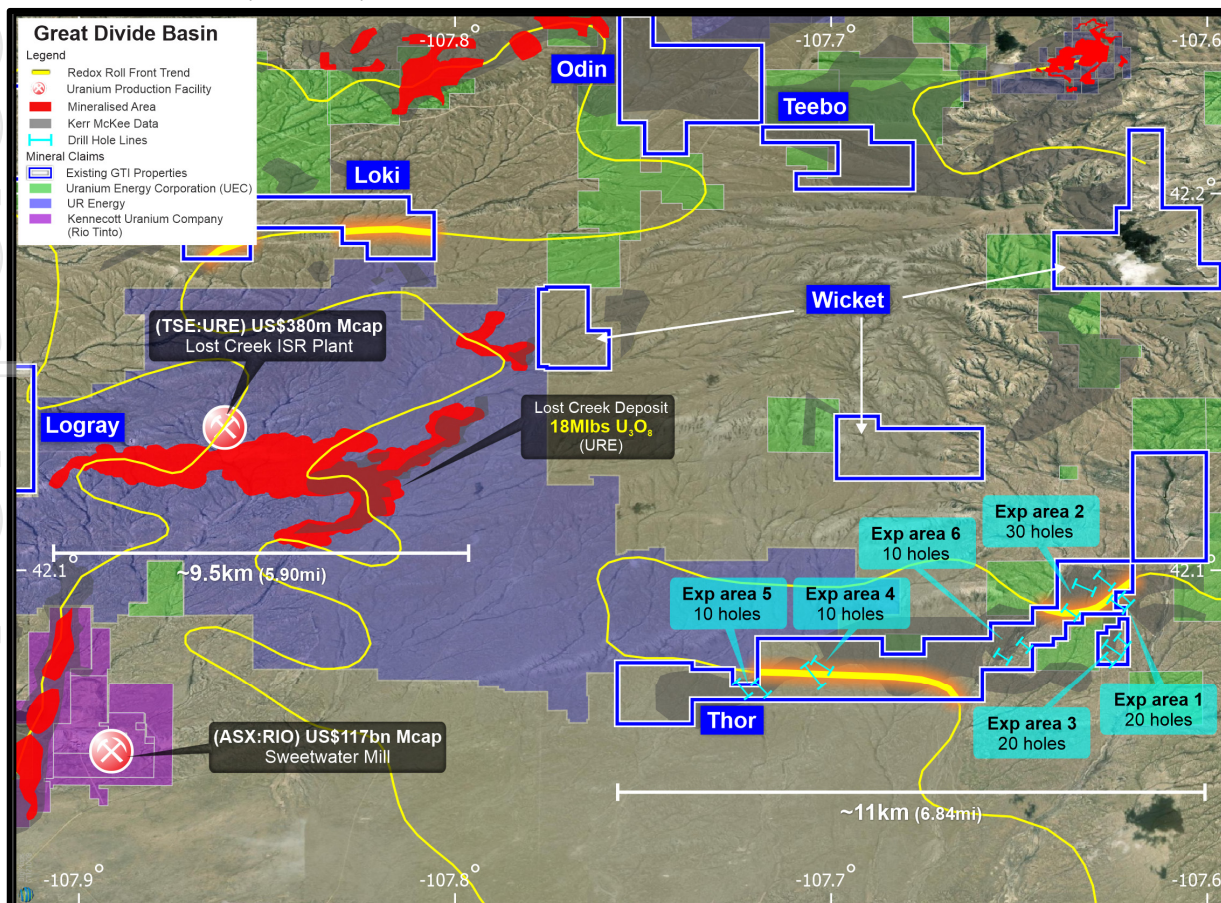 Great Divide Basin
Legend
Redox Roll Front Trend
Uranium Production Facility
Mineralised Area
Kerr McKee Data
Drill Hole Lines
Mineral Claims
Existing GTI Properties
Uranium Energy Corporation (UEC)
UR Energy
Kennecott Uranium Company
(Rio Tinto)
-107.8°
-107.7°
-107.6
Odin
Teebo
Loki
42.2°
Wicket
(TSE:URE) US$380m Mcap
Lost Creek ISR Plant
Logray
Lost Creek Deposit
18Mlbs U₃O₈
(URE)
Exp area 2
30 holes
Exp area 6
10 holes
42.1°
~9.5km (5.90mi)
42.1°
Exp area 5
10 holes
Exp area 4
10 holes
Thor
Exp area 1
20 holes
Exp area 3
20 holes
(ASX:RIO) US$117bn Mcap
Sweetwater Mill
~11km (6.84mi)
-107.9°
-107.8°
-107.7°
-107.6